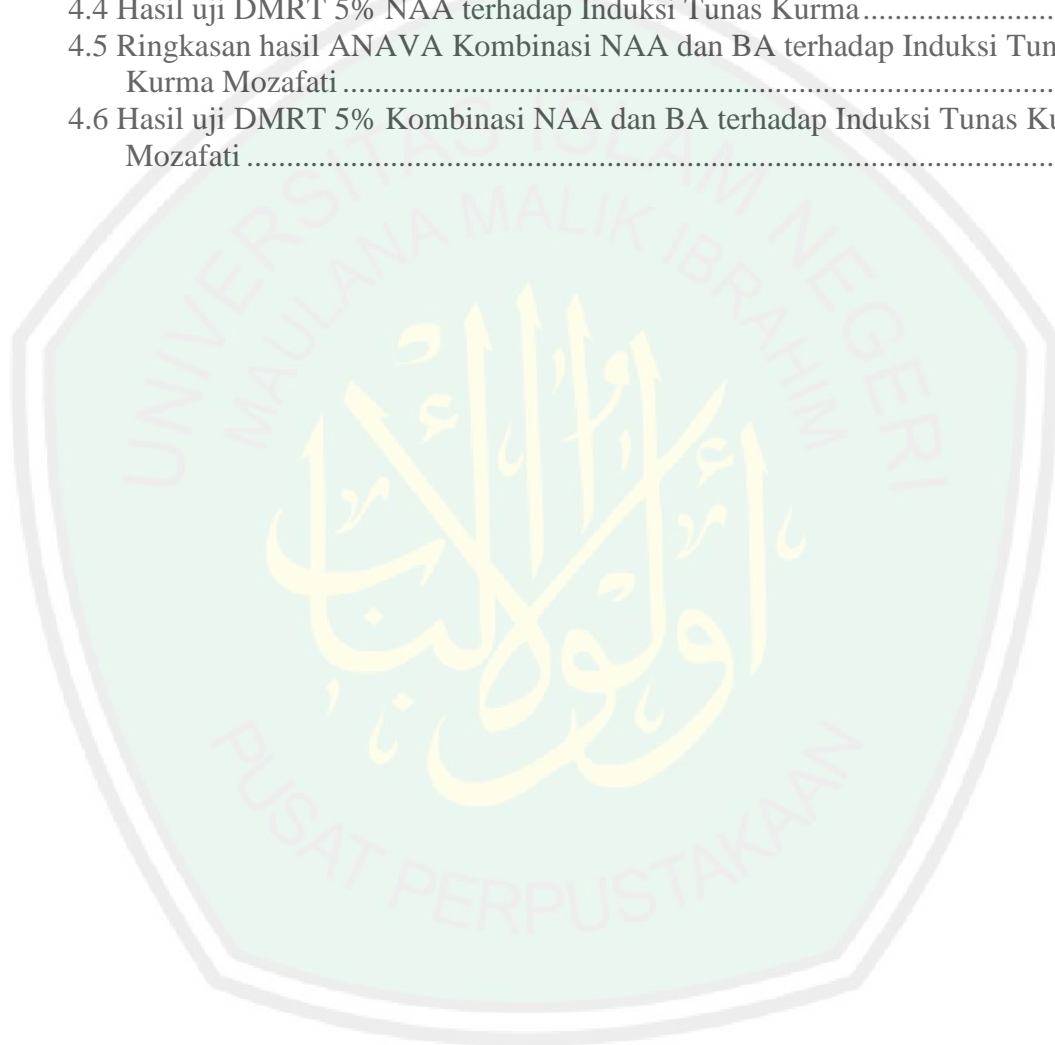 4.4 Hasil uji DMRT 5% NAA terhadap Induksi Tunas Kurma....................
4.5 Ringkasan hasil ANAVA Kombinasi NAA dan BA terhadap Induksi Tun
Kurma Mozafati..........................................................................................
4.6 Hasil uji DMRT 5% Kombinasi NAA dan BA terhadap Induksi Tunas Ku
Mozafati......................................................................................................
UNIVERSITAS ISLAM NEGERI
MAULANA MALIK IBRAHIM
أولوا الألباب
PUSAT PERPUSTAKAAN